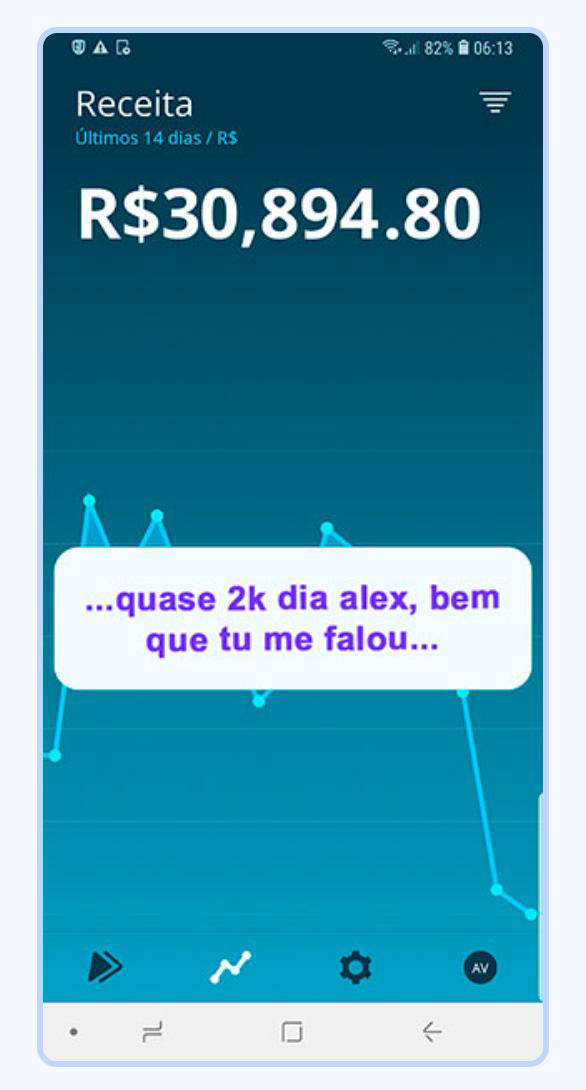 82% 06:13
Receita
Últimos 14 dias / R$
R$30,894.80
...quase 2k dia alex, bem
que tu me falou...
AV